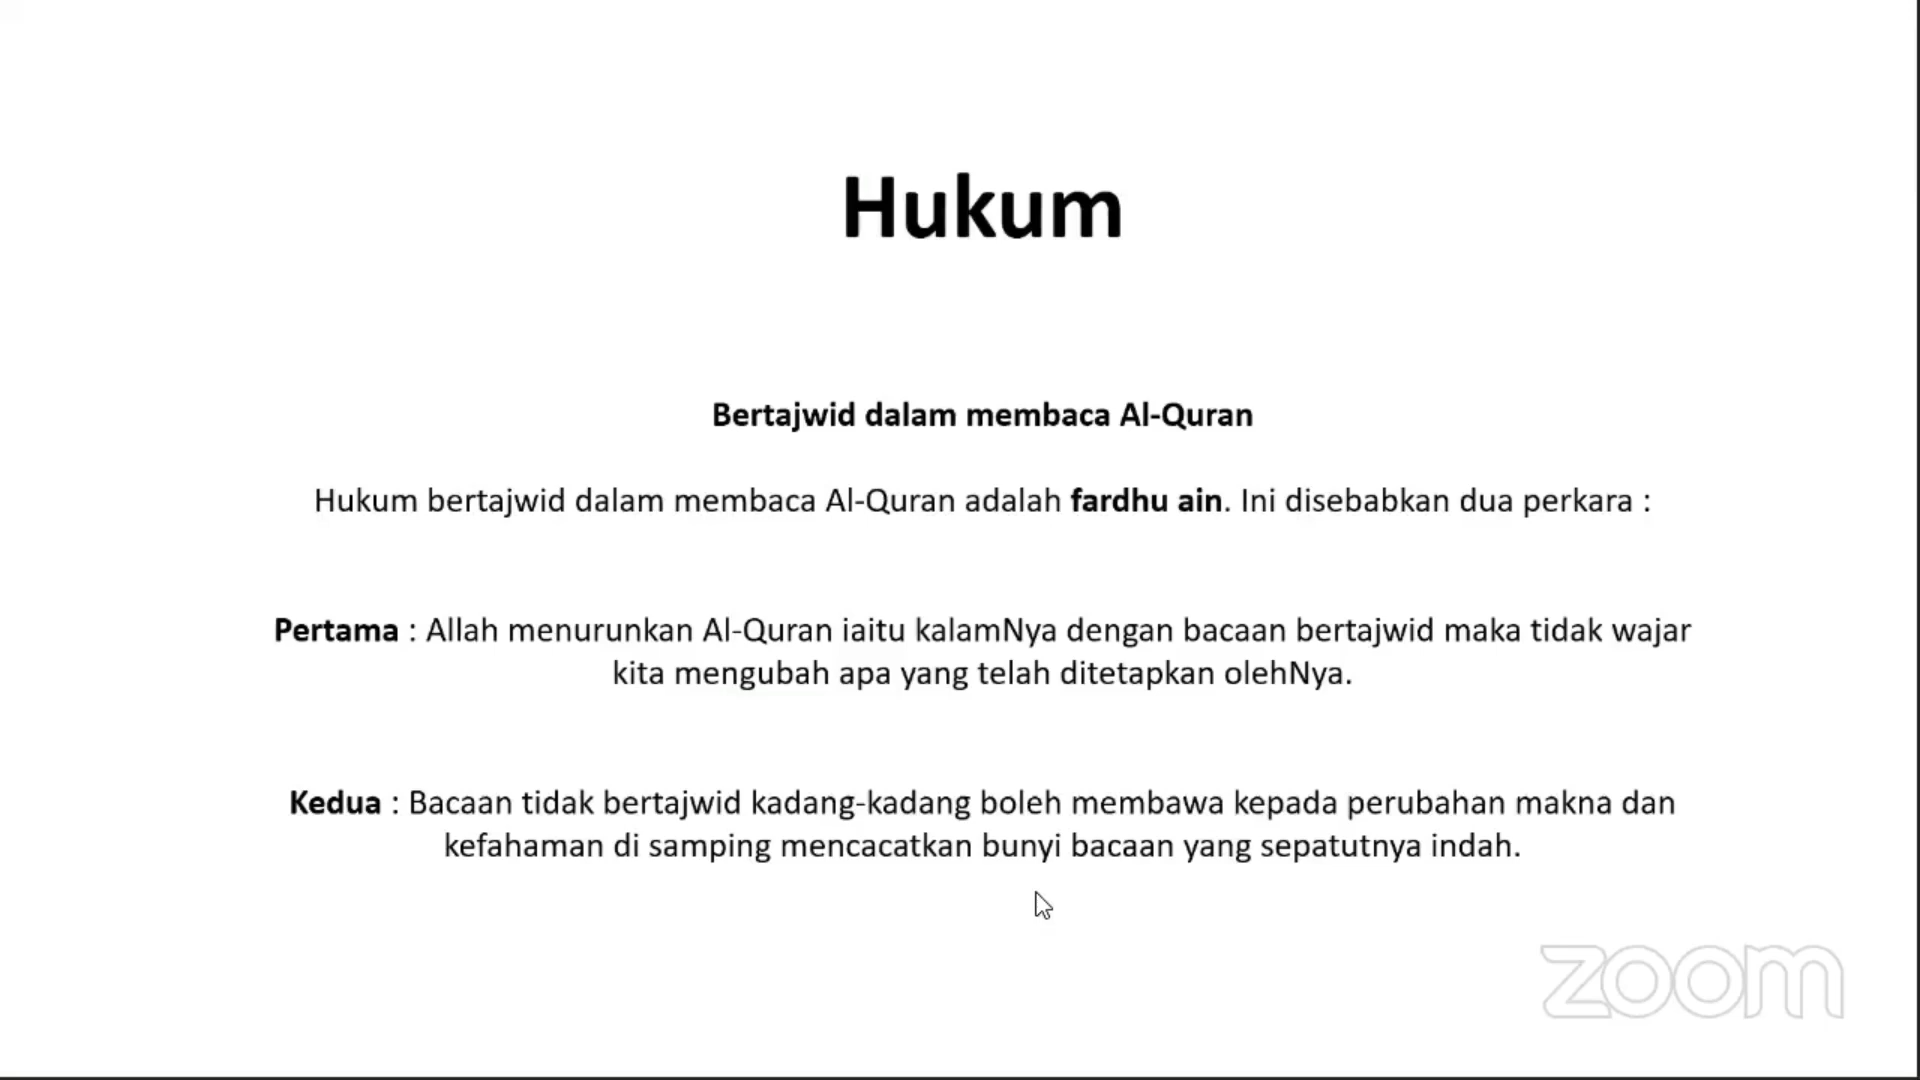 Hukum
Bertajwid dalam membaca Al-Quran
Hukum bertajwid dalam membaca Al-Quran adalah fardhu ain. Ini disebabkan dua perkara :
Pertama : Allah menurunkan Al-Quran iaitu kalamNya dengan bacaan bertajwid maka tidak wajar
kita mengubah apa yang telah ditetapkan olehNya.
Kedua : Bacaan tidak bertajwid kadang-kadang boleh membawa kepada perubahan makna dan
kefahaman di samping mencacatkan bunyi bacaan yang sepatutnya indah.
zoom